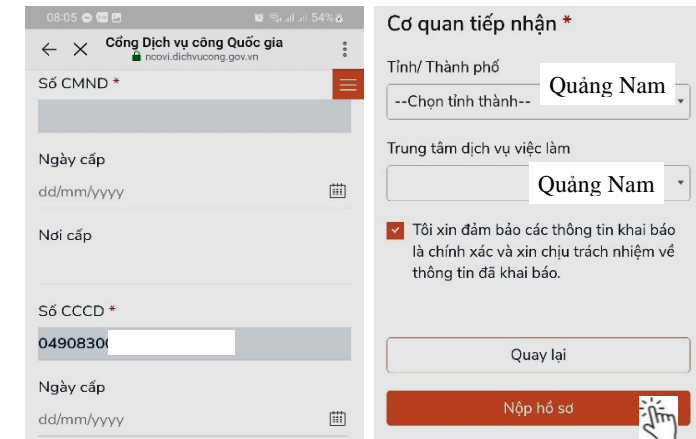 08:05
54%
Cổng Dịch vụ công Quốc gia
ncovi.dichvucong.gov.vn
Số CMND *
Ngày cấp
dd/mm/yyyy
Nơi cấp
Số CCCD *
0490830
Ngày cấp
dd/mm/yyyy
Cơ quan tiếp nhận *
Tỉnh/ Thành phố
--Chọn tỉnh thành--
Quảng Nam
Trung tâm dịch vụ việc làm
Quảng Nam
Tôi xin đảm bảo các thông tin khai báo
là chính xác và xin chịu trách nhiệm về
thông tin đã khai báo.
Quay lại
Nộp hồ sơ